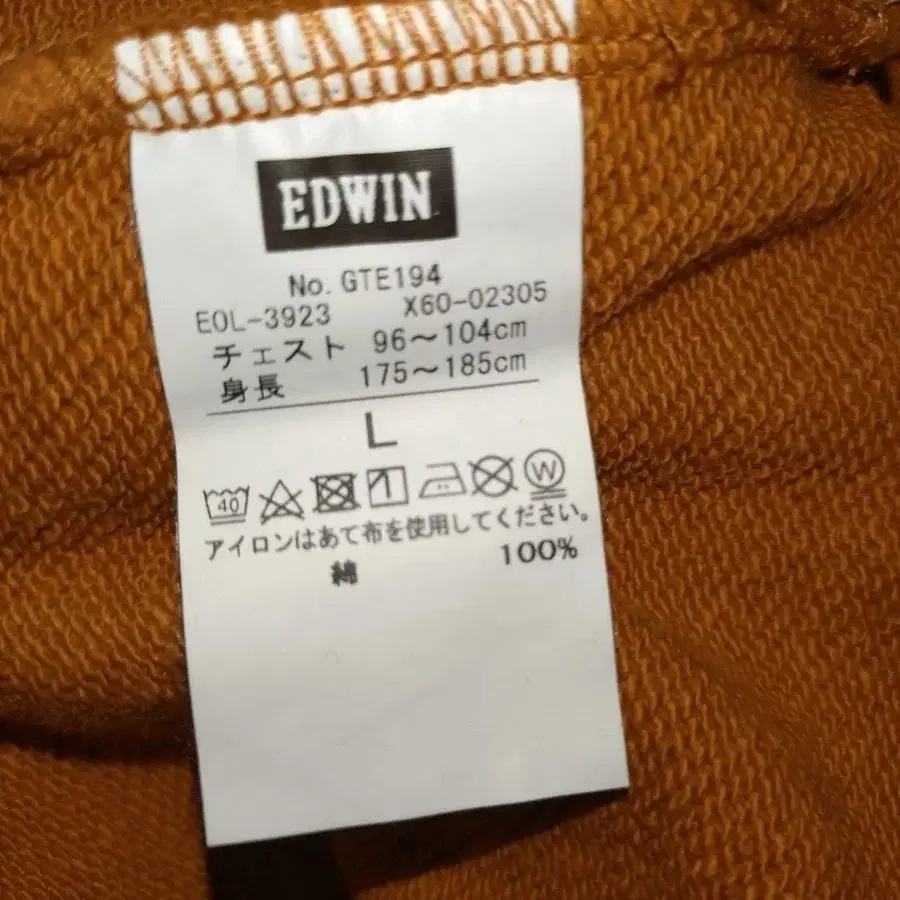 EDWIN
No. GTE194
EOL-3923 X60-02305
チェスト 96～104cm
身長 175～185cm
L
40 W
アイロンはあて布を使用してください。
綿 100%